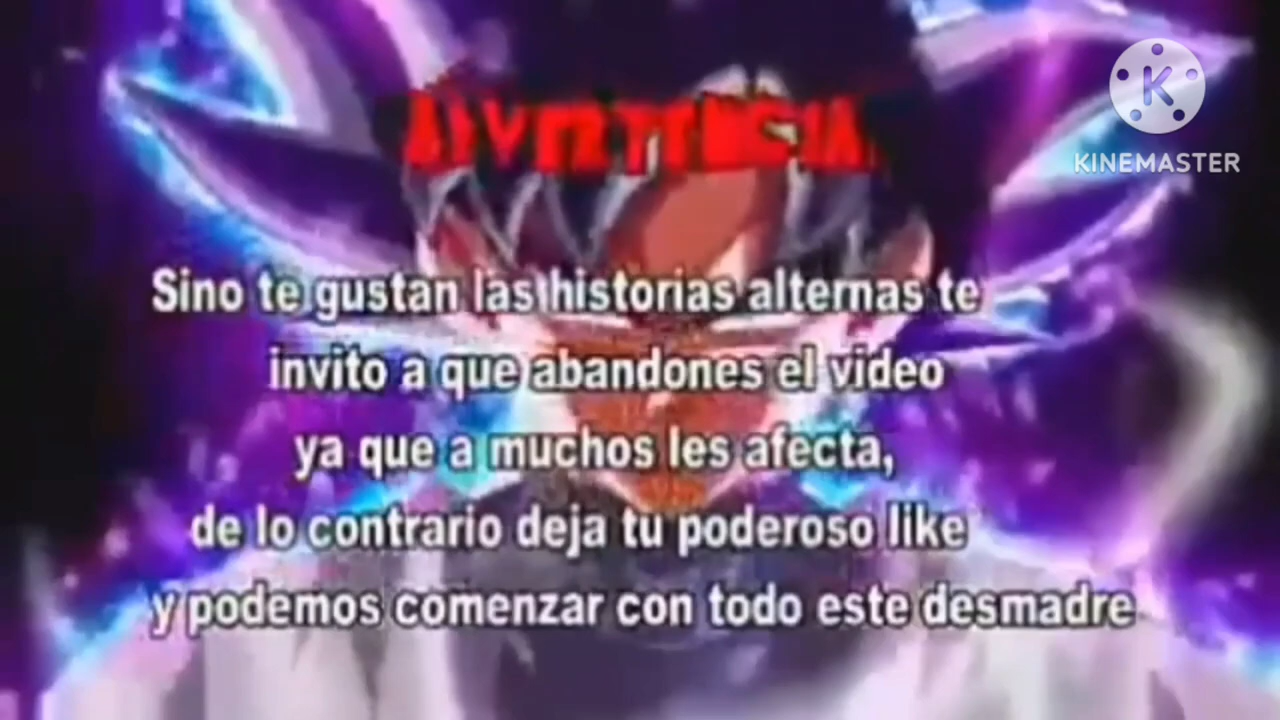 ADVERTENCIA
KINEMASTER
Sino te gustan las historias alternas te
invito a que abandones el video
ya que a muchos les afecta,
de lo contrario deja tu poderoso like
y podemos comenzar con todo este desmadre